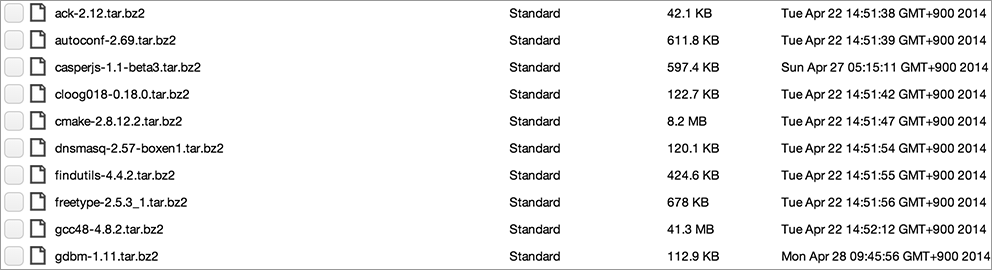 ack-2.12.tar.bz2 Standard 42.1 KB Tue Apr 22 14:51:38 GMT+900 2014
autoconf-2.69.tar.bz2 Standard 611.8 KB Tue Apr 22 14:51:39 GMT+900 2014
casperjs-1.1-beta3.tar.bz2 Standard 597.4 KB Sun Apr 27 05:15:11 GMT+900 2014
cloog018-0.18.0.tar.bz2 Standard 122.7 KB Tue Apr 22 14:51:42 GMT+900 2014
cmake-2.8.12.2.tar.bz2 Standard 8.2 MB Tue Apr 22 14:51:47 GMT+900 2014
dnsmasq-2.57-boxen1.tar.bz2 Standard 120.1 KB Tue Apr 22 14:51:54 GMT+900 2014
findutils-4.4.2.tar.bz2 Standard 424.6 KB Tue Apr 22 14:51:55 GMT+900 2014
freetype-2.5.3_1.tar.bz2 Standard 678 KB Tue Apr 22 14:51:56 GMT+900 2014
gcc48-4.8.2.tar.bz2 Standard 41.3 MB Tue Apr 22 14:52:12 GMT+900 2014
gdbm-1.11.tar.bz2 Standard 112.9 KB Mon Apr 28 09:45:56 GMT+900 2014